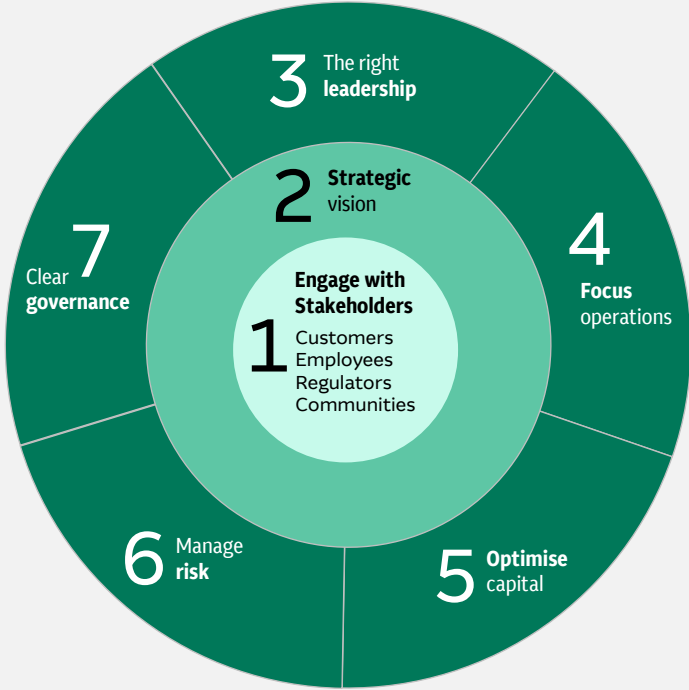 3
The right
leadership
2
Strategic
vision
1
Engage with
Stakeholders
Customers
Employees
Regulators
Communities
4
Focus
operations
5
Optimise
capital
6
Manage
risk
7
Clear
governance